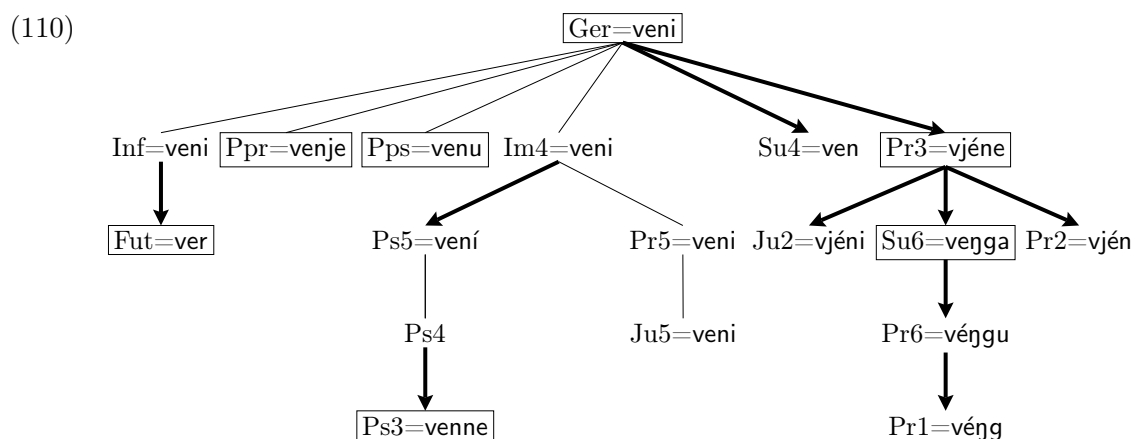 (110)
Ger=veni
Inf=veni Ppr=venje Pps=venu Im4=veni Su4=ven Pr3=vjéne
Fut=ver Ps5=vení Pr5=veni Ju2=vjéni Su6=veŋga Pr2=vjén
Ps4 Ju5=veni Pr6=véŋgu
Ps3=venne Pr1=véŋg